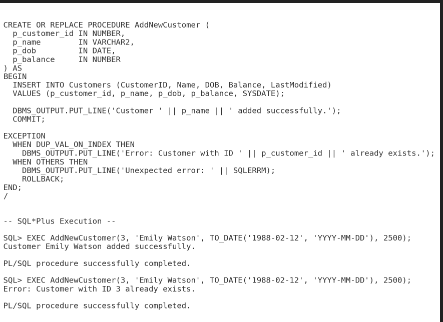 CREATE OR REPLACE PROCEDURE AddNewCustomer (
  p_customer_id IN NUMBER,
  p_name        IN VARCHAR2,
  p_dob         IN DATE,
  p_balance     IN NUMBER
) AS
BEGIN
  INSERT INTO Customers (CustomerID, Name, DOB, Balance, LastModified)
  VALUES (p_customer_id, p_name, p_dob, p_balance, SYSDATE);

  DBMS_OUTPUT.PUT_LINE('Customer ' || p_name || ' added successfully.');
  COMMIT;

EXCEPTION
  WHEN DUP_VAL_ON_INDEX THEN
    DBMS_OUTPUT.PUT_LINE('Error: Customer with ID ' || p_customer_id || ' already exists.');
  WHEN OTHERS THEN
    DBMS_OUTPUT.PUT_LINE('Unexpected error: ' || SQLERRM);
    ROLLBACK;
END;
/

-- SQL*Plus Execution --

SQL> EXEC AddNewCustomer(3, 'Emily Watson', TO_DATE('1988-02-12', 'YYYY-MM-DD'), 2500);
Customer Emily Watson added successfully.

PL/SQL procedure successfully completed.

SQL> EXEC AddNewCustomer(3, 'Emily Watson', TO_DATE('1988-02-12', 'YYYY-MM-DD'), 2500);
Error: Customer with ID 3 already exists.

PL/SQL procedure successfully completed.